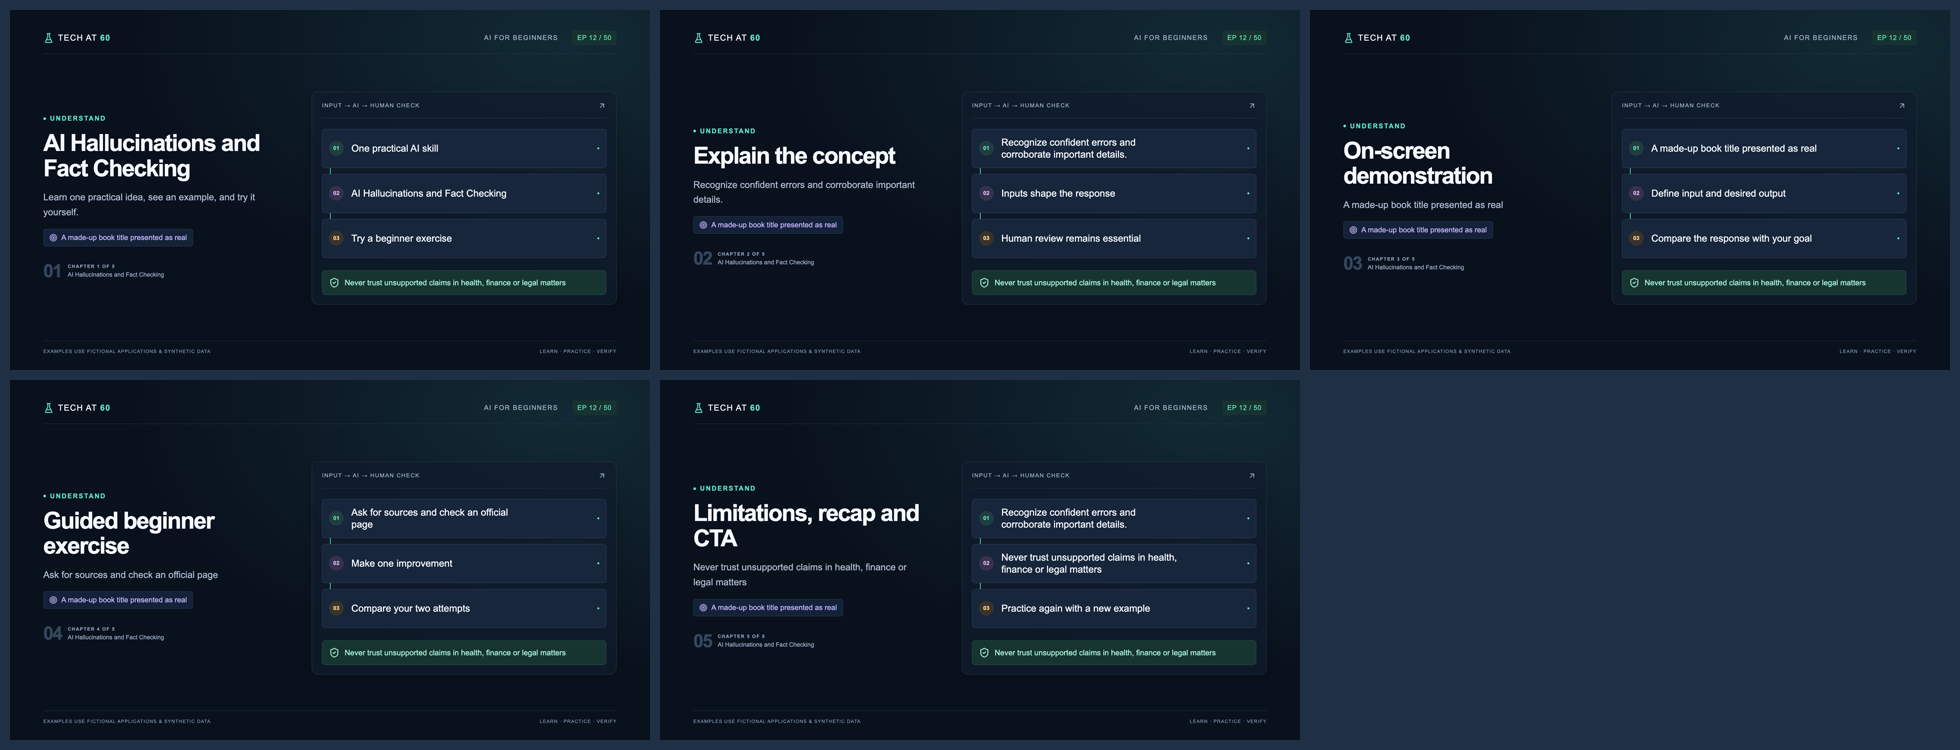 TECH AT 60
AI FOR BEGINNERS
EP 12 / 50
• UNDERSTAND
AI Hallucinations and
Fact Checking
Learn one practical idea, see an example, and try it
yourself.
A made-up book title presented as real
01
CHAPTER 1 OF 5
AI Hallucinations and Fact Checking
INPUT → AI → HUMAN CHECK
01 One practical AI skill
02 AI Hallucinations and Fact Checking
03 Try a beginner exercise
Never trust unsupported claims in health, finance or legal matters
EXAMPLES USE FICTIONAL APPLICATIONS & SYNTHETIC DATA
LEARN · PRACTICE · VERIFY
TECH AT 60
AI FOR BEGINNERS
EP 12 / 50
• UNDERSTAND
Explain the concept
Recognize confident errors and corroborate important
details.
A made-up book title presented as real
02
CHAPTER 2 OF 5
AI Hallucinations and Fact Checking
INPUT → AI → HUMAN CHECK
01 Recognize confident errors and
corroborate important details.
02 Inputs shape the response
03 Human review remains essential
Never trust unsupported claims in health, finance or legal matters
EXAMPLES USE FICTIONAL APPLICATIONS & SYNTHETIC DATA
LEARN · PRACTICE · VERIFY
TECH AT 60
AI FOR BEGINNERS
EP 12 / 50
• UNDERSTAND
On-screen
demonstration
A made-up book title presented as real
A made-up book title presented as real
03
CHAPTER 3 OF 5
AI Hallucinations and Fact Checking
INPUT → AI → HUMAN CHECK
01 A made-up book title presented as real
02 Define input and desired output
03 Compare the response with your goal
Never trust unsupported claims in health, finance or legal matters
EXAMPLES USE FICTIONAL APPLICATIONS & SYNTHETIC DATA
LEARN · PRACTICE · VERIFY
TECH AT 60
AI FOR BEGINNERS
EP 12 / 50
• UNDERSTAND
Guided beginner
exercise
Ask for sources and check an official page
A made-up book title presented as real
04
CHAPTER 4 OF 5
AI Hallucinations and Fact Checking
INPUT → AI → HUMAN CHECK
01 Ask for sources and check an official
page
02 Make one improvement
03 Compare your two attempts
Never trust unsupported claims in health, finance or legal matters
EXAMPLES USE FICTIONAL APPLICATIONS & SYNTHETIC DATA
LEARN · PRACTICE · VERIFY
TECH AT 60
AI FOR BEGINNERS
EP 12 / 50
• UNDERSTAND
Limitations, recap and
CTA
Never trust unsupported claims in health, finance or
legal matters
A made-up book title presented as real
05
CHAPTER 5 OF 5
AI Hallucinations and Fact Checking
INPUT → AI → HUMAN CHECK
01 Recognize confident errors and
corroborate important details.
02 Never trust unsupported claims in health,
finance or legal matters
03 Practice again with a new example
Never trust unsupported claims in health, finance or legal matters
EXAMPLES USE FICTIONAL APPLICATIONS & SYNTHETIC DATA
LEARN · PRACTICE · VERIFY